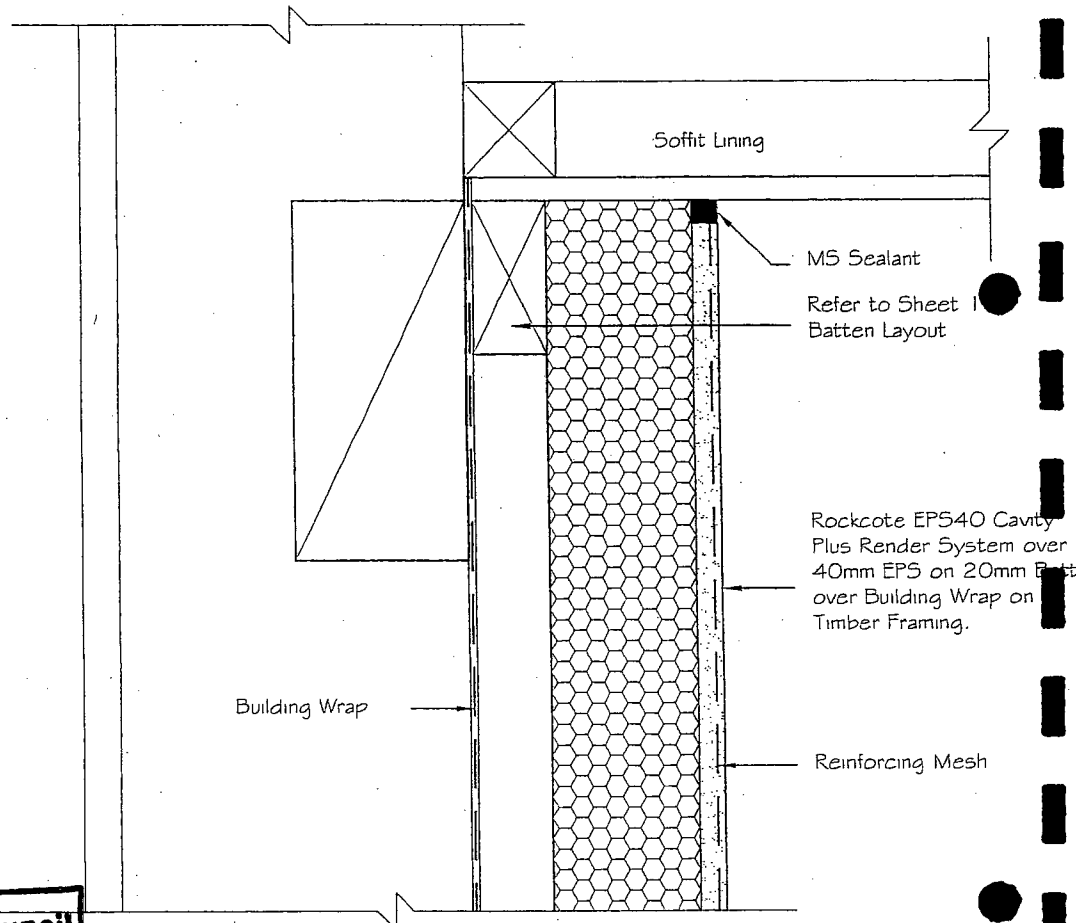 Soffit Lining
MS Sealant
Refer to Sheet 1
Batten Layout
Rockcote EPS40 Cavity
Plus Render System over
40mm EPS on 20mm
over Building Wrap on
Timber Framing.
Building Wrap
Reinforcing Mesh